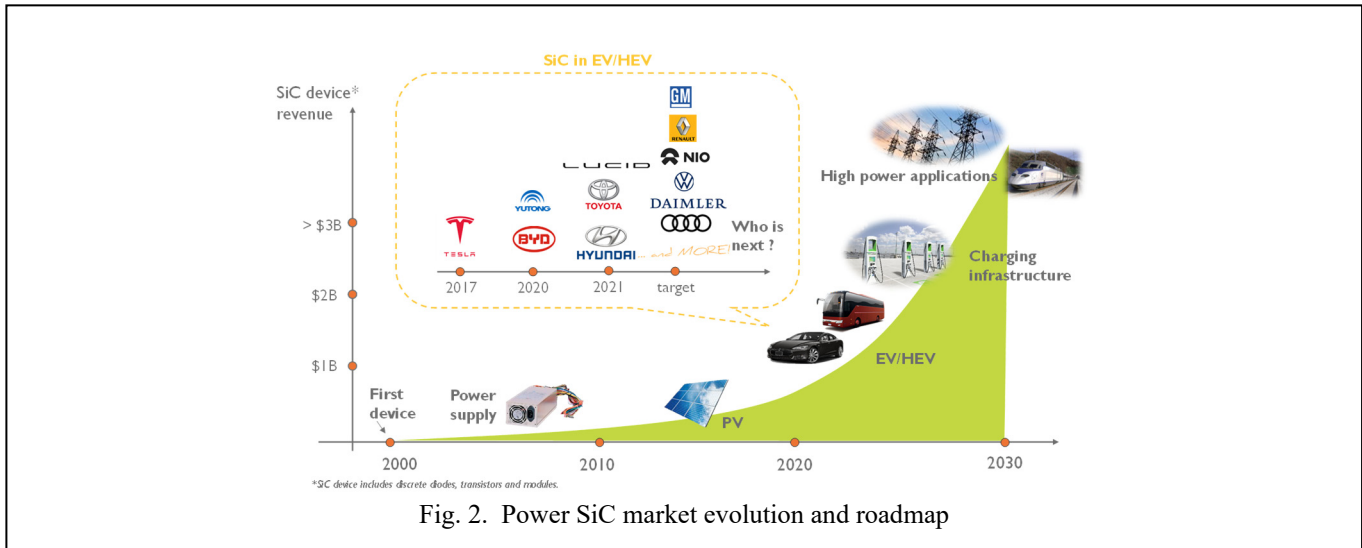 SiC in EV/HEV
SiC device*
revenue
GM
RENAULT
LUCID
NIO
YUTONG
TOYOTA
DAIMLER
TESLA
BYD
HYUNDAI
... and MORE!
Who is
next ?
2017
2020
2021
target
> $3B
$2B
$1B
High power applications
Charging
infrastructure
EV/HEV
First
device
Power
supply
PV
2000
2010
2020
2030
*SiC device includes discrete diodes, transistors and modules.
Fig. 2. Power SiC market evolution and roadmap